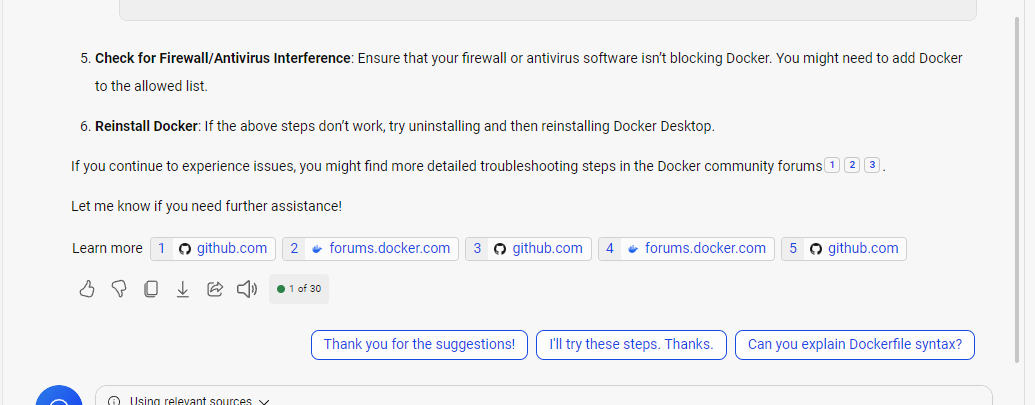 5. Check for Firewall/Antivirus Interference: Ensure that your firewall or antivirus software isn’t blocking Docker. You might need to add Docker
to the allowed list.
6. Reinstall Docker: If the above steps don’t work, try uninstalling and then reinstalling Docker Desktop.
If you continue to experience issues, you might find more detailed troubleshooting steps in the Docker community forums 1 2 3 .
Let me know if you need further assistance!
Learn more 1 github.com 2 forums.docker.com 3 github.com 4 forums.docker.com 5 github.com
1 of 30
Thank you for the suggestions! I'll try these steps. Thanks. Can you explain Dockerfile syntax?
Using relevant sources